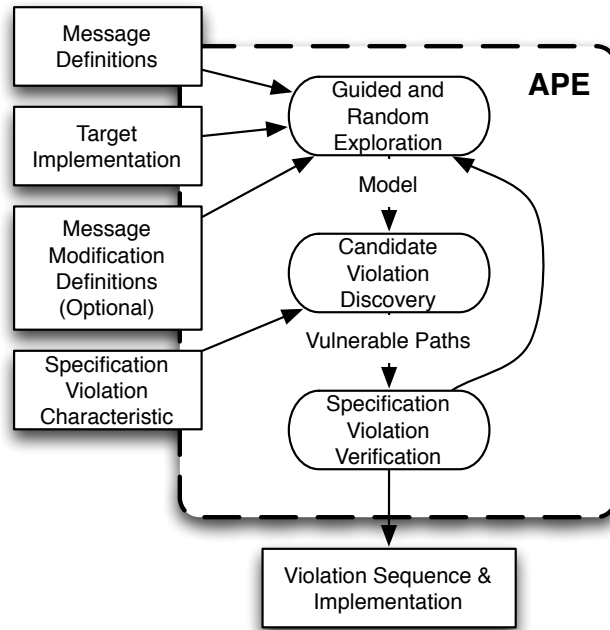 Message
Definitions
Target
Implementation
Message
Modification
Definitions
(Optional)
Specification
Violation
Characteristic
APE
Guided and
Random
Exploration
Model
Candidate
Violation
Discovery
Vulnerable Paths
Specification
Violation
Verification
Violation Sequence &
Implementation